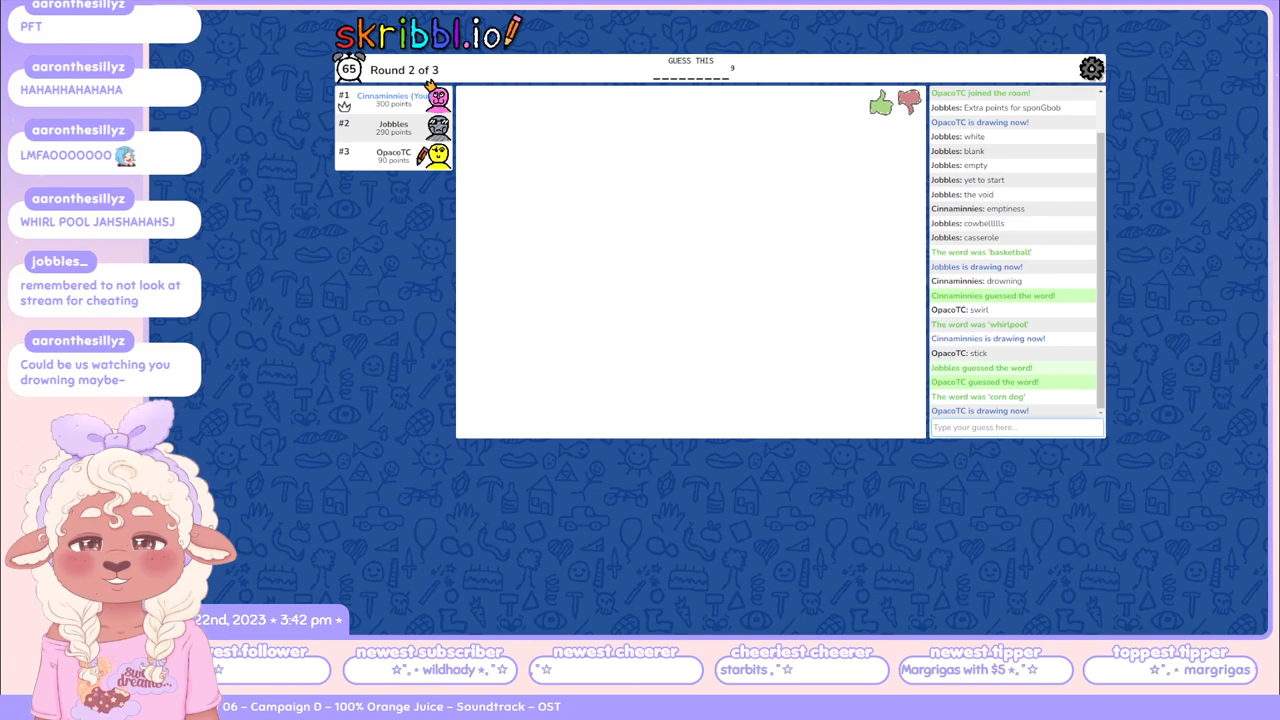 aaronthesillyz
PFT
aaronthesillyz
HAHAHHAHAHAHA
aaronthesillyz
LMFAOOOOOOO
aaronthesillyz
WHIRL POOL JAHSHAHAHSJ
jobbles_
remembered to not look at
stream for cheating
aaronthesillyz
Could be us watching you
drowning maybe-
skribbl.io
65
Round 2 of 3
GUESS THIS
_________ 9
#1
Cinnaminnies (You
300 points
#2
Jobbles
290 points
#3
OpacoTC
90 points
OpacoTC joined the room!
Jobbles: Extra points for sponGbob
OpacoTC is drawing now!
Jobbles: white
Jobbles: blank
Jobbles: empty
Jobbles: yet to start
Jobbles: the void
Cinnaminnies: emptiness
Jobbles: cowbelllls
Jobbles: casserole
The word was 'basketball'
Jobbles is drawing now!
Cinnaminnies: drowning
Cinnaminnies guessed the word!
OpacoTC: swirl
The word was 'whirlpool'
Cinnaminnies is drawing now!
OpacoTC: stick
Jobbles guessed the word!
OpacoTC guessed the word!
The word was 'corn dog'
OpacoTC is drawing now!
Type your guess here...
22nd, 2023 ⋆ 3:42 pm ⋆
est follower
newest subscriber
wildhady
newest cheerer
cheeriest cheerer
starbits
newest tipper
Margrigas with $5
toppest tipper
margrigas
dreams...
06 – Campaign D – 100% Orange Juice – Soundtrack – OST